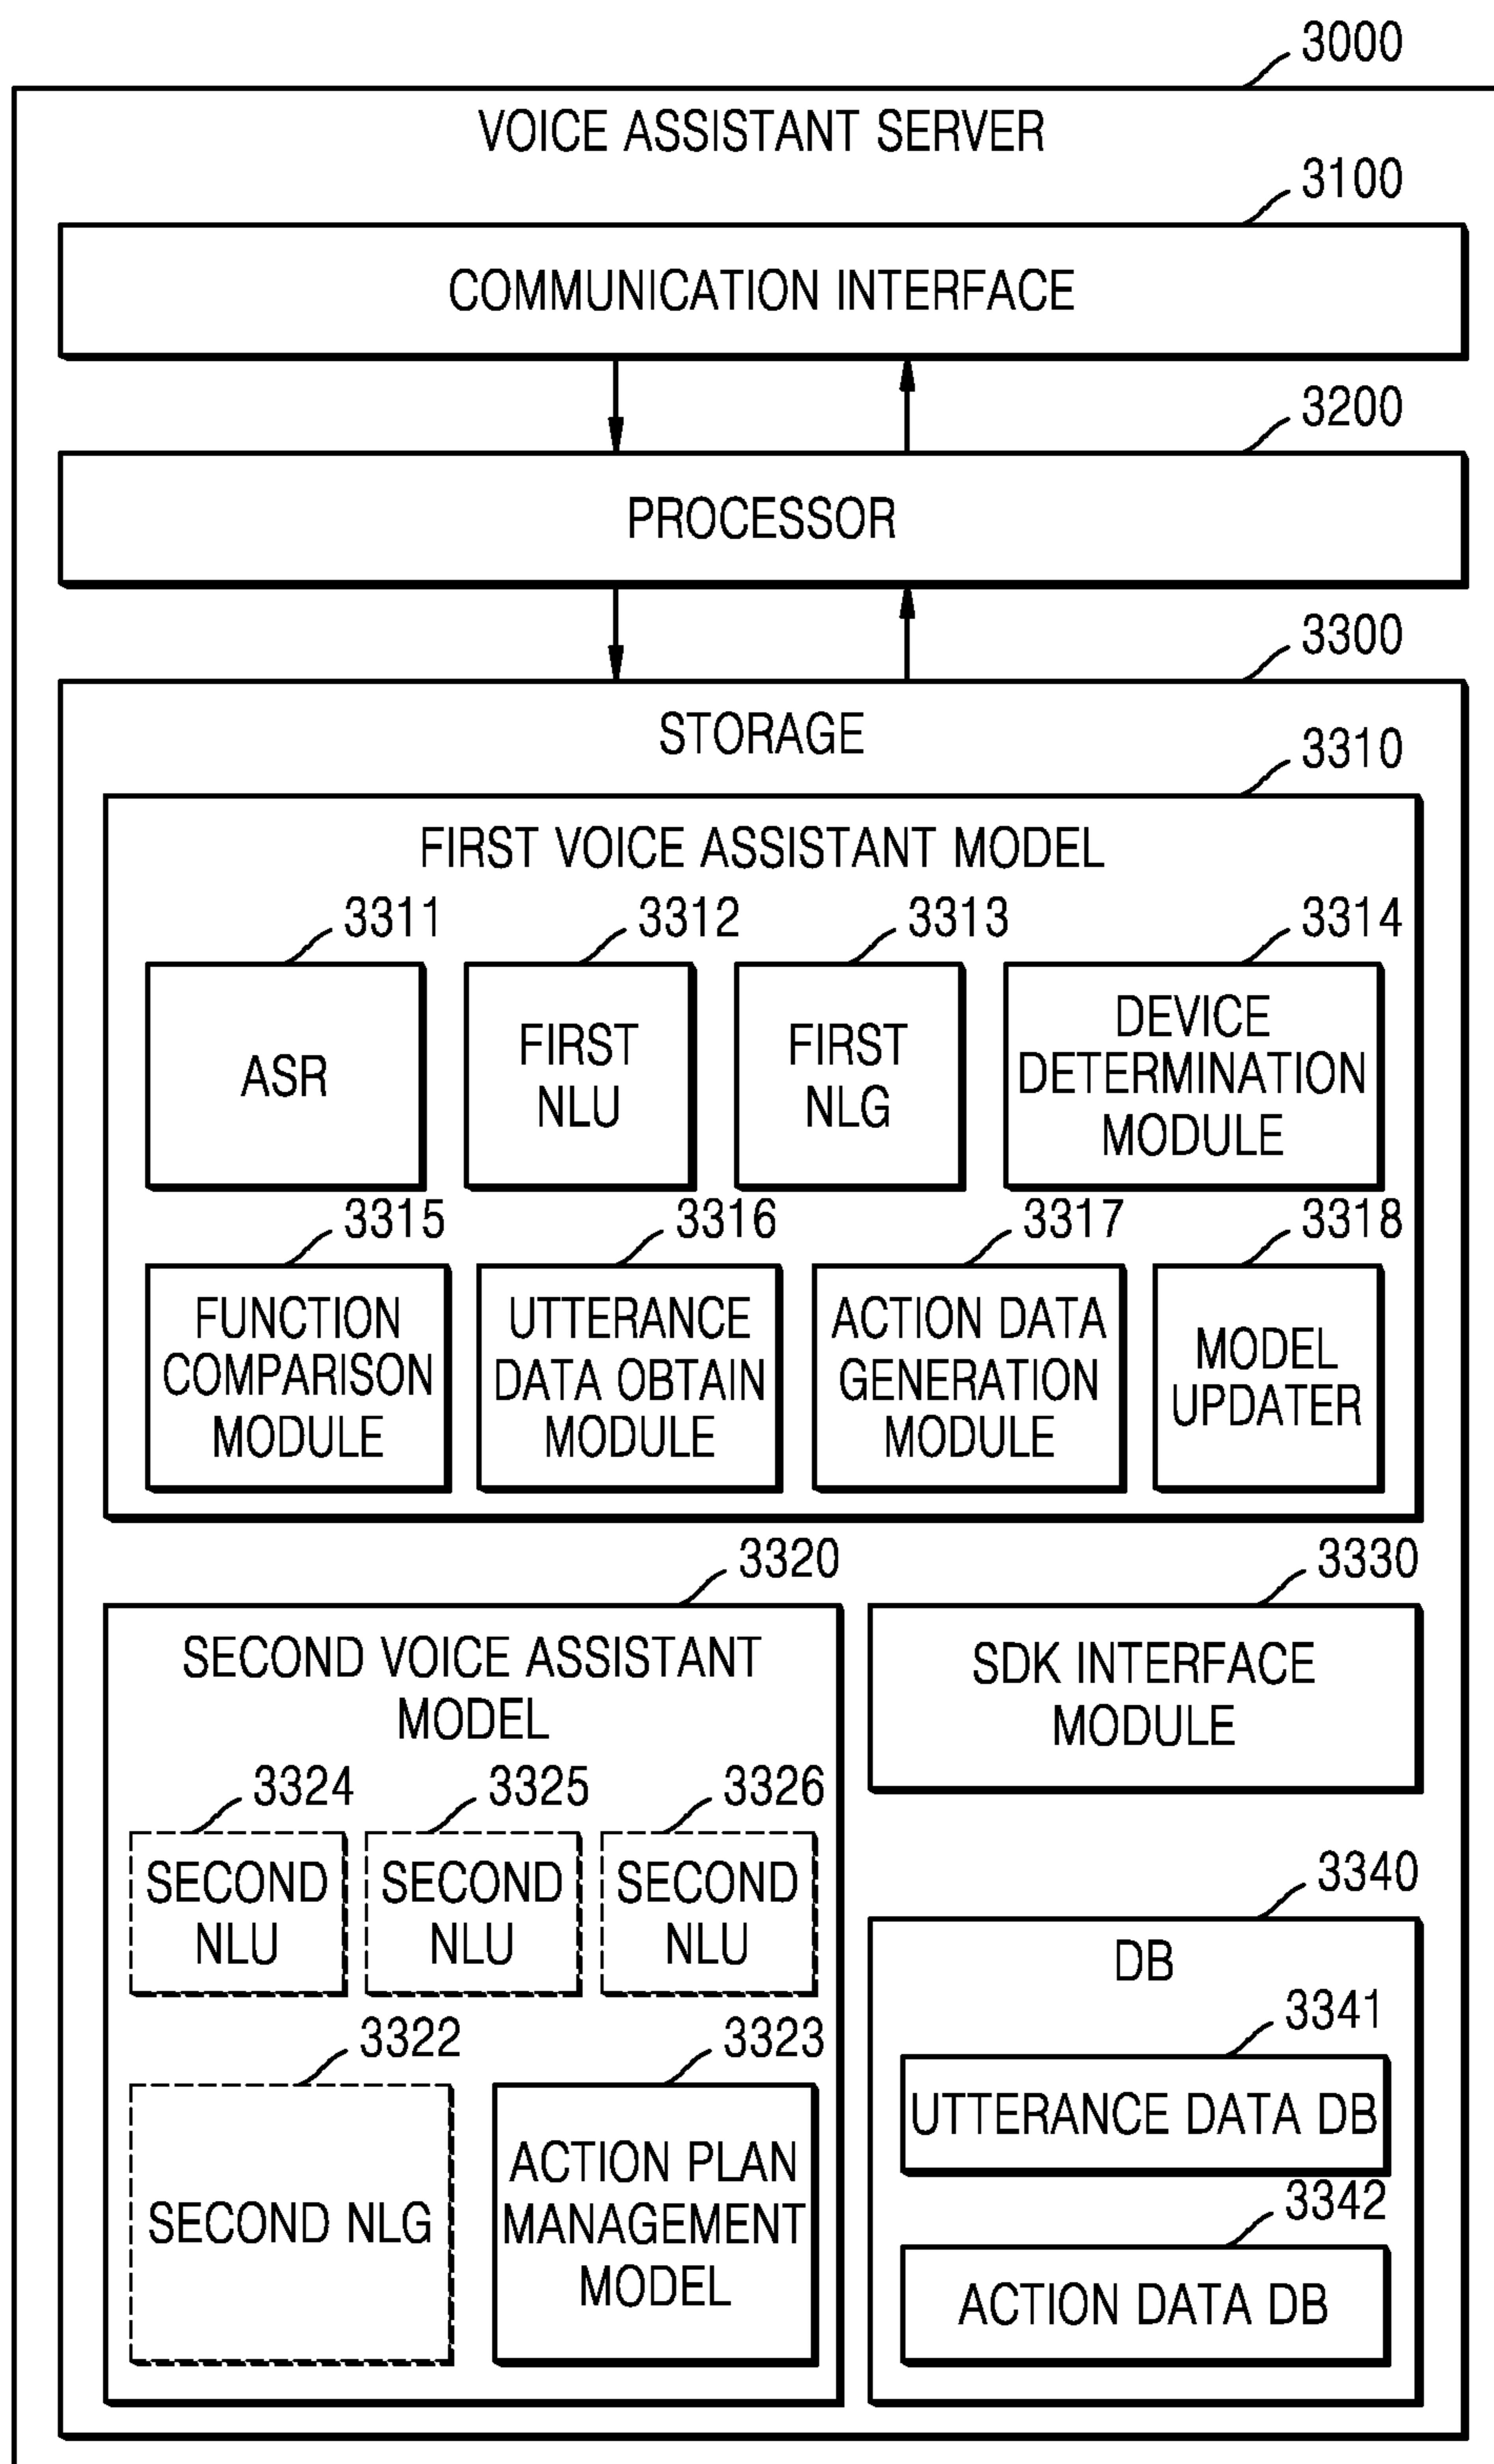 3000
VOICE ASSISTANT SERVER
3100
COMMUNICATION INTERFACE
3200
PROCESSOR
3300
STORAGE
3310
FIRST VOICE ASSISTANT MODEL
3311
ASR
3312
FIRST
NLU
3313
FIRST
NLG
3314
DEVICE
DETERMINATION
MODULE
3315
FUNCTION
COMPARISON
MODULE
3316
UTTERANCE
DATA OBTAIN
MODULE
3317
ACTION DATA
GENERATION
MODULE
3318
MODEL
UPDATER
3320
SECOND VOICE ASSISTANT
MODEL
3324
SECOND
NLU
3325
SECOND
NLU
3326
SECOND
NLU
3322
SECOND NLG
3323
ACTION PLAN
MANAGEMENT
MODEL
3330
SDK INTERFACE
MODULE
3340
DB
3341
UTTERANCE DATA DB
3342
ACTION DATA DB